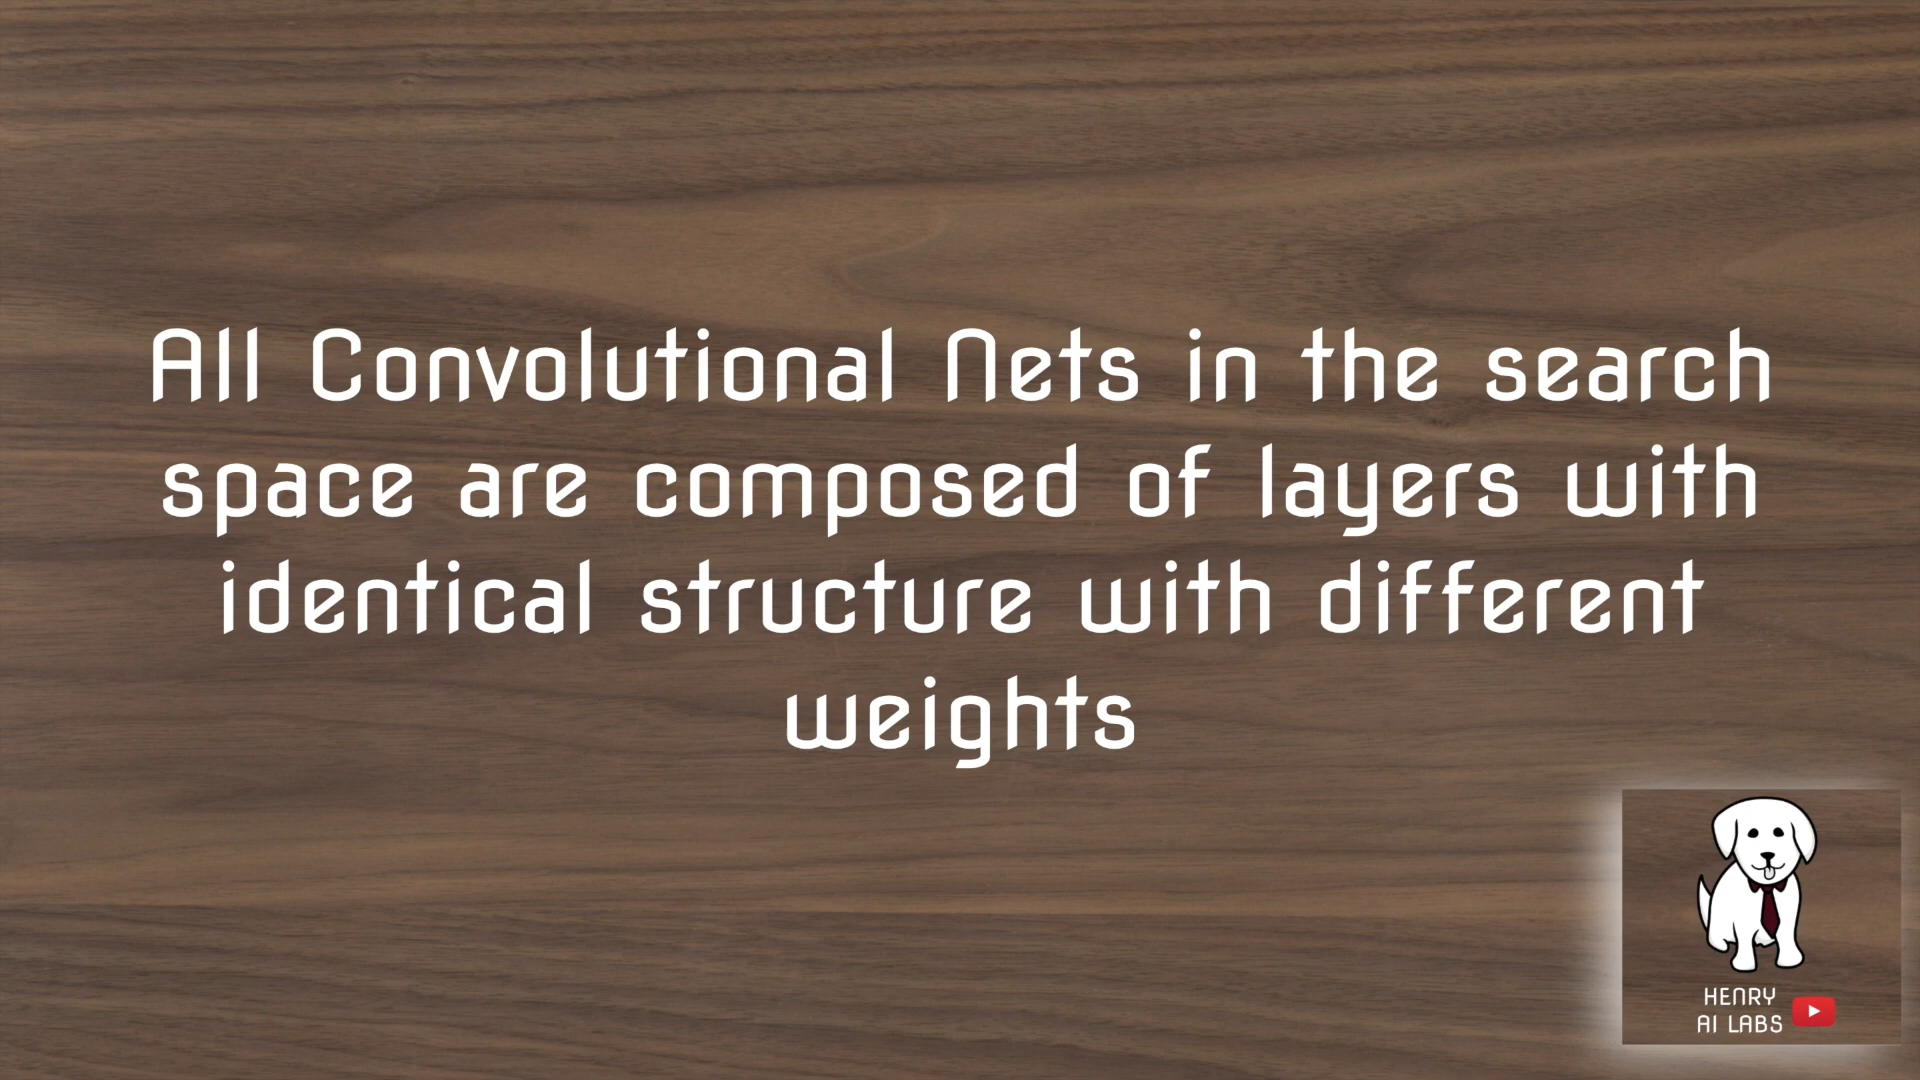 All Convolutional Nets in the search
space are composed of layers with
identical structure with different
weights
HENRY
AI LABS